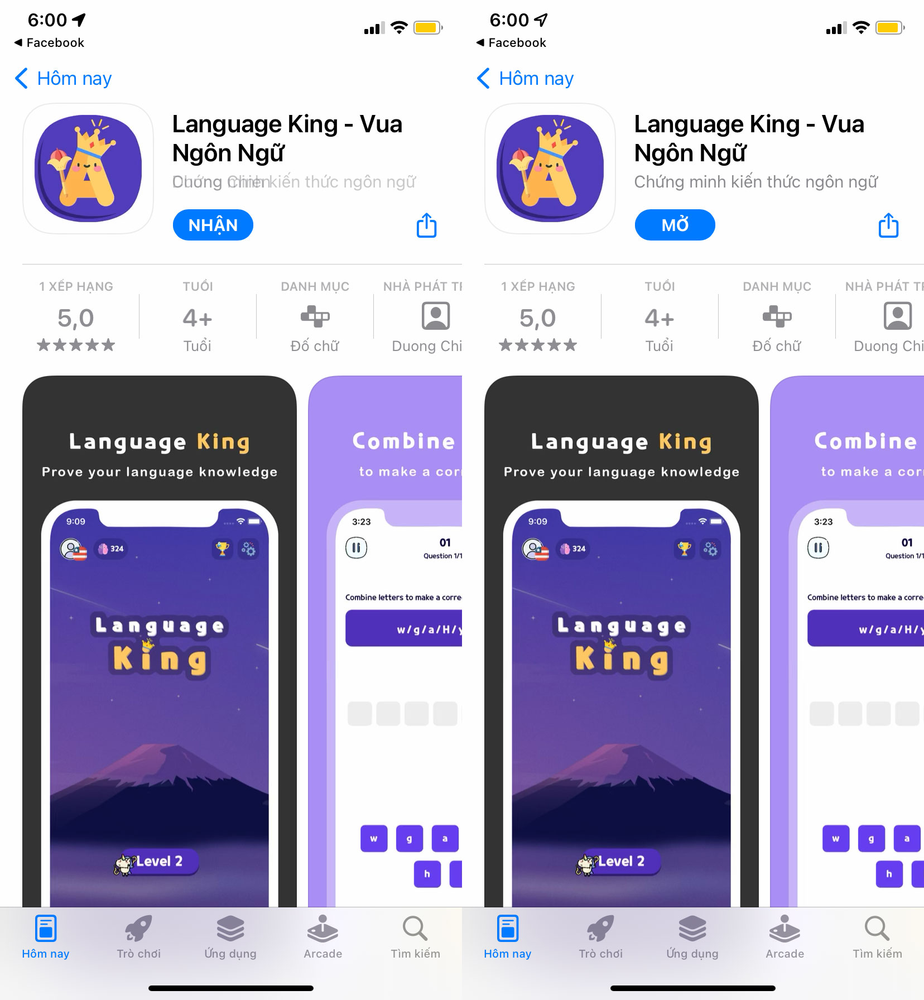 6:00
Facebook
Hôm nay
Language King - Vua
Ngôn Ngữ
kiến thức ngôn ngữ
NHẬN
1 XẾP HẠNG
5,0
TUỔI
4+
Tuổi
DANH MỤC
Đố chữ
NHÀ PHÁT TR
Duong Chi
Language King
Prove your language knowledge
9:09
324
Language
King
Level 2
Combine
to make a corr
3:23
01
Question 1/1
Combine letters to make a corre
w/g/a/H/y
w
g
a
h
Hôm nay
Trò chơi
Ứng dụng
Arcade
Tìm kiếm
6:00
Facebook
Hôm nay
Language King - Vua
Ngôn Ngữ
Chứng minh kiến thức ngôn ngữ
MỞ
1 XẾP HẠNG
5,0
TUỔI
4+
Tuổi
DANH MỤC
Đố chữ
NHÀ PHÁT TR
Duong Chi
Language King
Prove your language knowledge
9:09
324
Language
King
Level 2
Combine
to make a corr
3:23
01
Question 1/1
Combine letters to make a corre
w/g/a/H/y
w
g
a
h
Hôm nay
Trò chơi
Ứng dụng
Arcade
Tìm kiếm